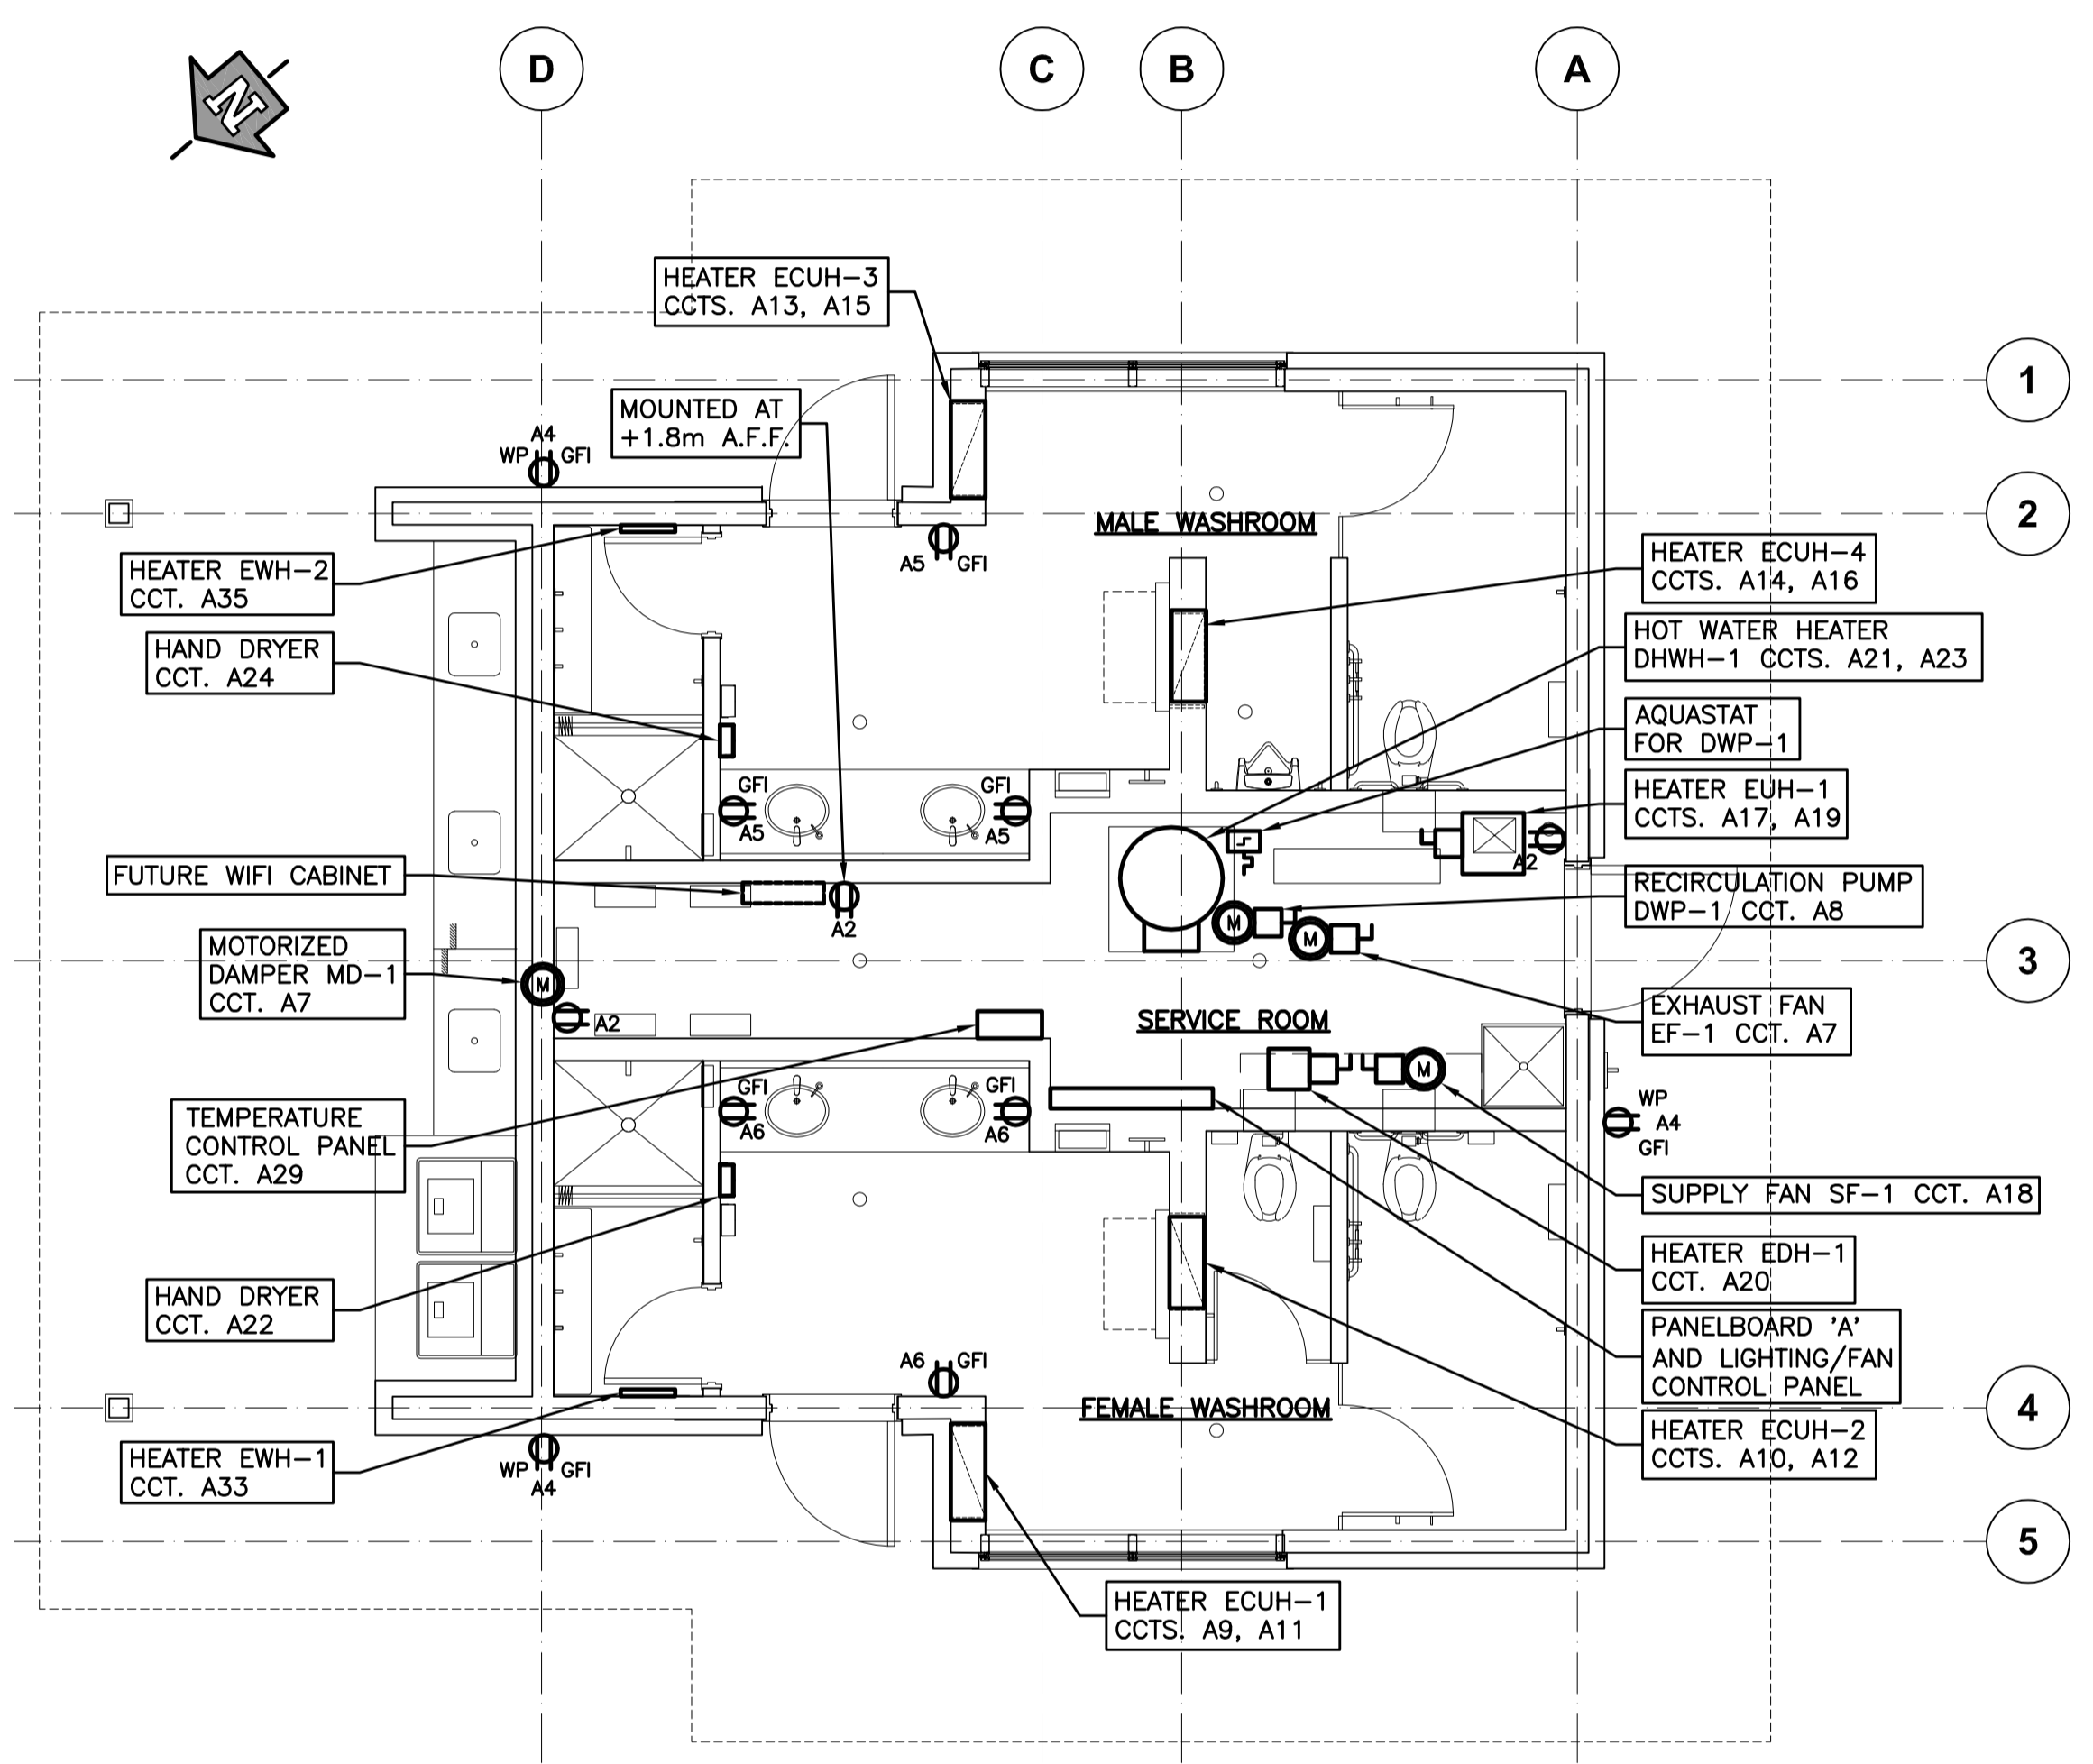 N
D
C
B
A
HEATER ECUH-3
CCTS. A13, A15
1
MOUNTED AT
+1.8m A.F.F.
A4
WP GFI
2
A5 GFI
MALE WASHROOM
HEATER EWH-2
CCT. A35
HEATER ECUH-4
CCTS. A14, A16
HAND DRYER
CCT. A24
HOT WATER HEATER
DHWH-1 CCTS. A21, A23
AQUASTAT
FOR DWP-1
GFI
A5
GFI
A5
HEATER EUH-1
CCTS. A17, A19
A2
FUTURE WIFI CABINET
A2
RECIRCULATION PUMP
DWP-1 CCT. A8
M
M
MOTORIZED
DAMPER MD-1
CCT. A7
M
A2
3
SERVICE ROOM
EXHAUST FAN
EF-1 CCT. A7
TEMPERATURE
CONTROL PANEL
CCT. A29
GFI
A6
GFI
A6
M
WP
A4
GFI
SUPPLY FAN SF-1 CCT. A18
HEATER EDH-1
CCT. A20
HAND DRYER
CCT. A22
PANELBOARD 'A'
AND LIGHTING/FAN
CONTROL PANEL
A6 GFI
FEMALE WASHROOM
4
HEATER ECUH-2
CCTS. A10, A12
HEATER EWH-1
CCT. A33
WP GFI
A4
5
HEATER ECUH-1
CCTS. A9, A11